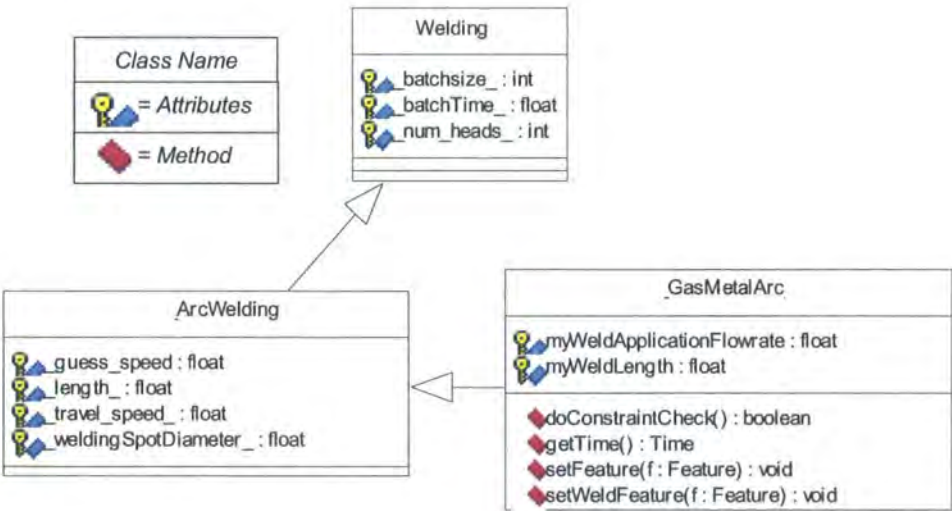 Welding
_batchsize_ : int
_batchTime_ : float
_num_heads_ : int
Class Name
= Attributes
= Method
ArcWelding
_guess_speed : float
_length_ : float
_travel_speed_ : float
_weldingSpotDiameter_ : float
GasMetalArc
myWeldApplicationFlowrate : float
myWeldLength : float
doConstraintCheck() : boolean
getTime() : Time
setFeature(f : Feature) : void
setWeldFeature(f : Feature) : void